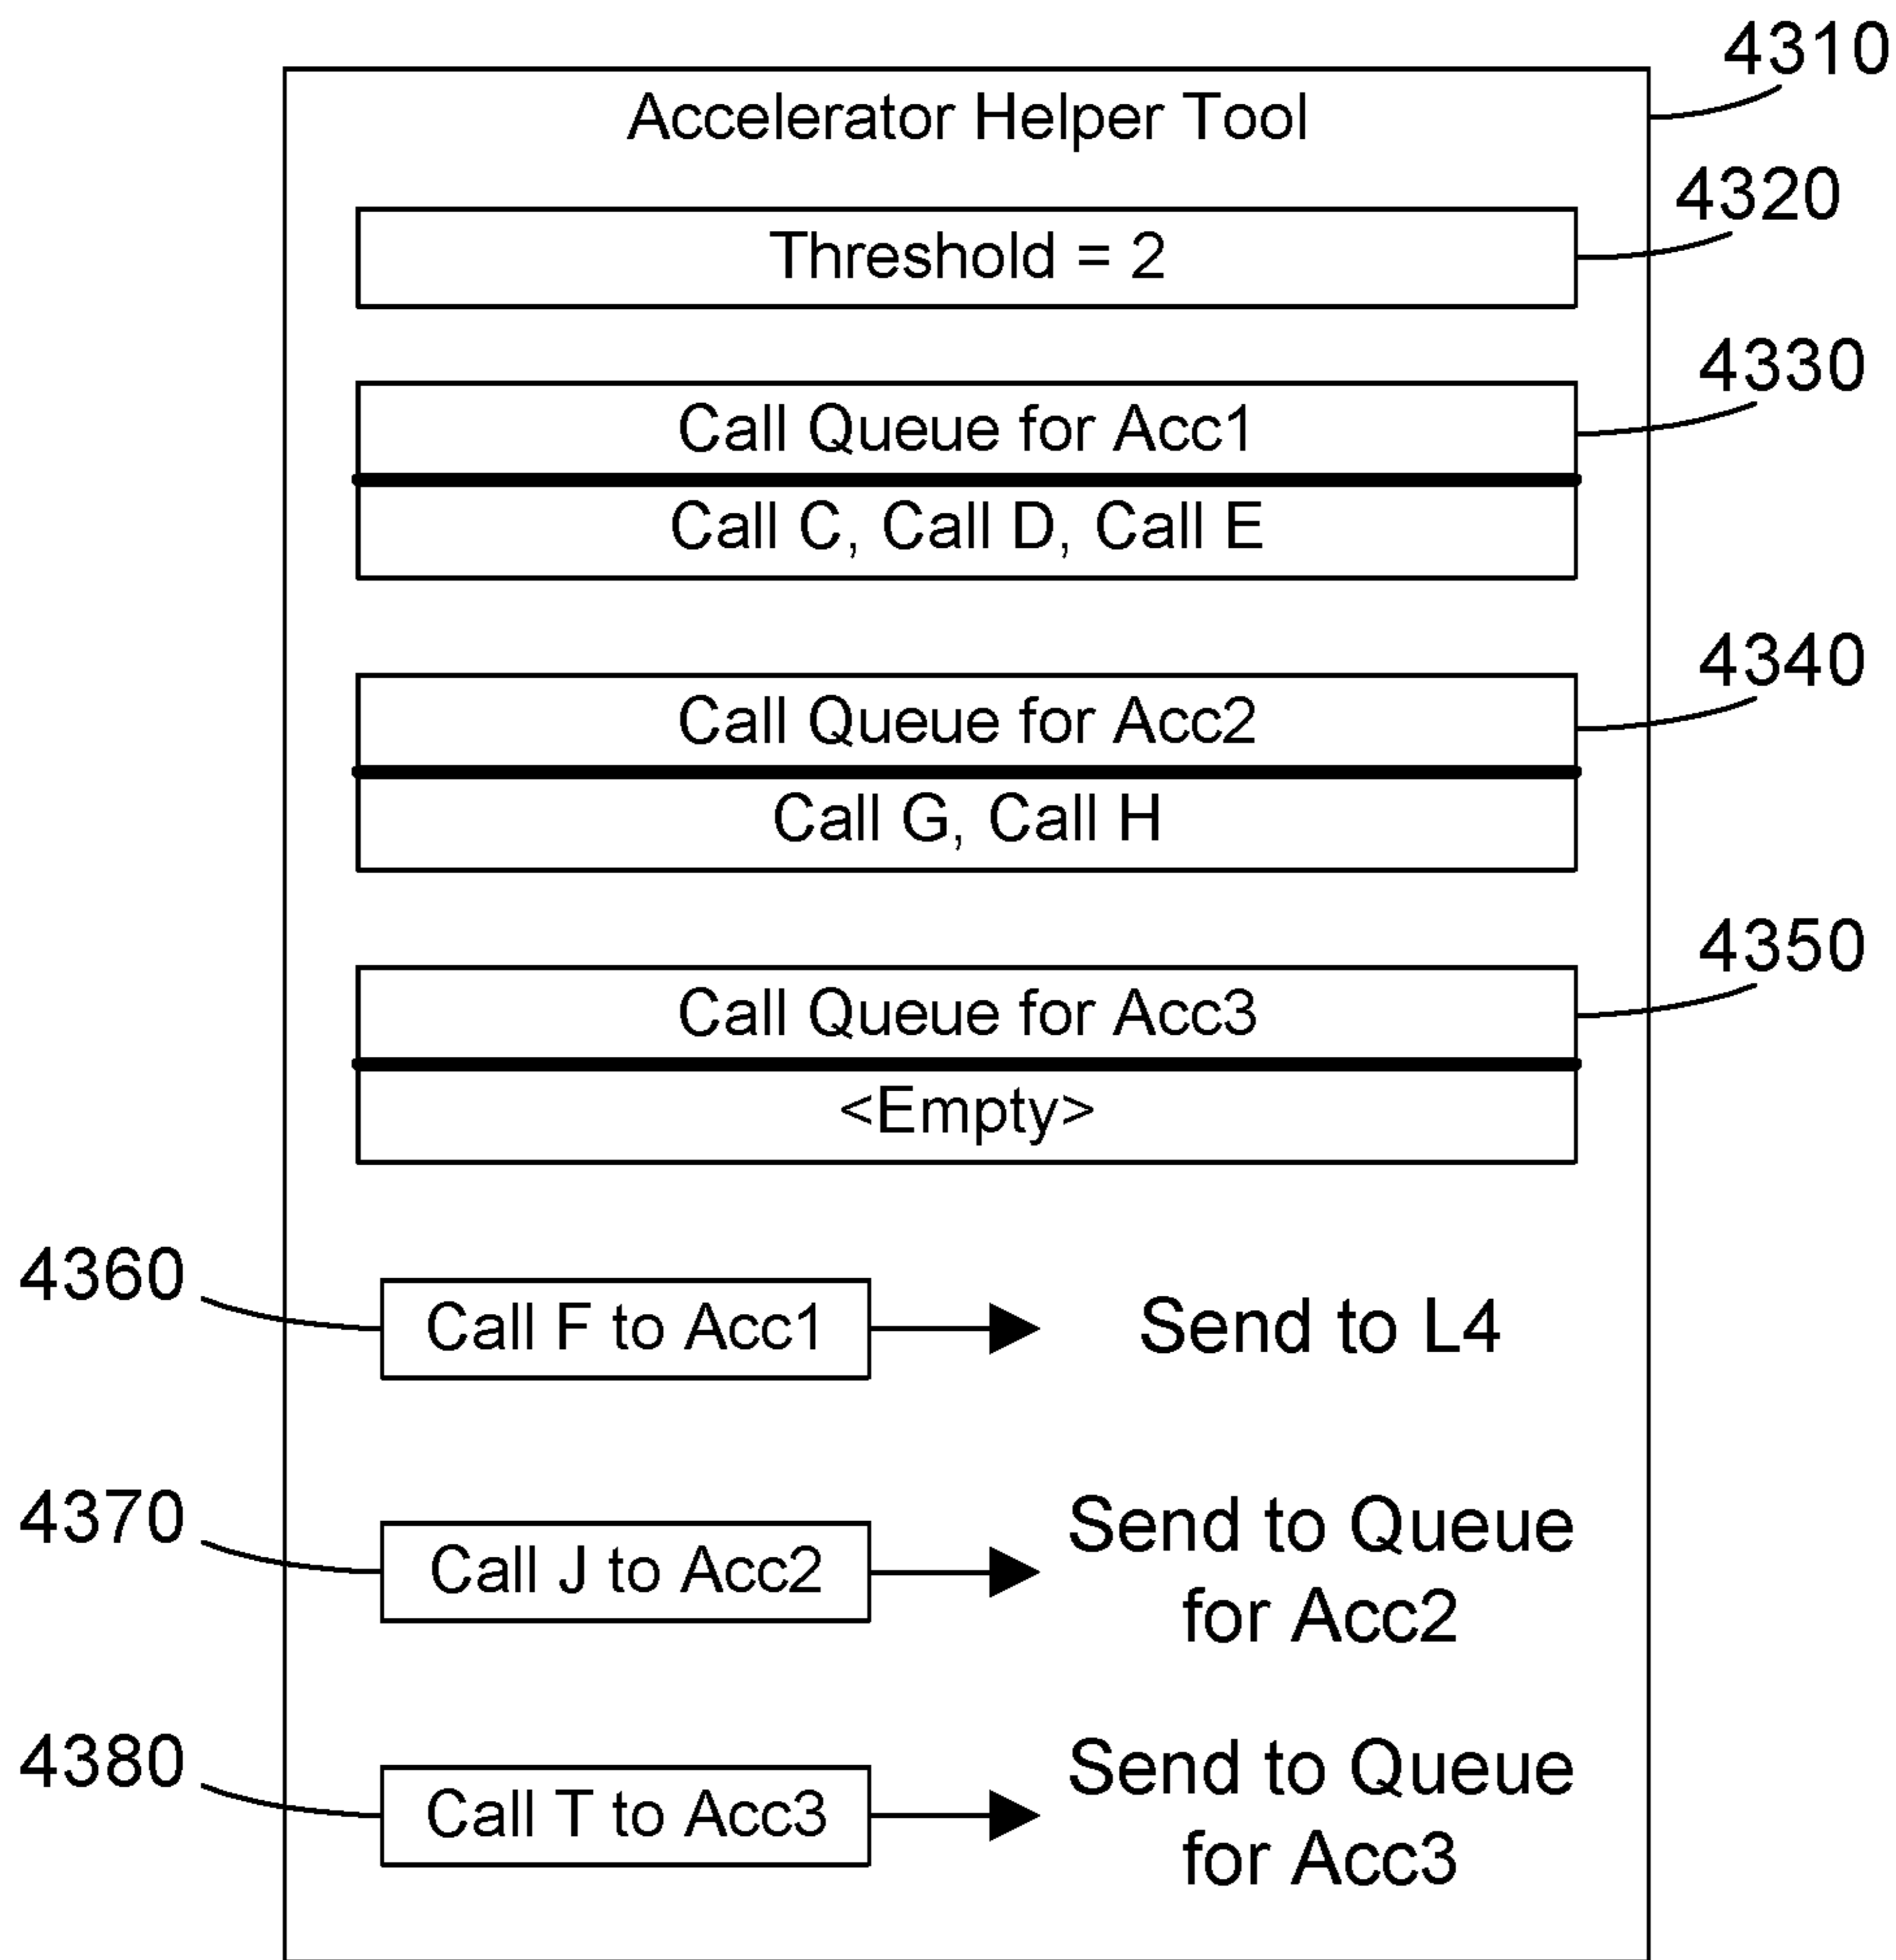 4310
Accelerator Helper Tool
4320
Threshold = 2
4330
Call Queue for Acc1
Call C, Call D, Call E
4340
Call Queue for Acc2
Call G, Call H
4350
Call Queue for Acc3
<Empty>
4360
Call F to Acc1
Send to L4
4370
Call J to Acc2
Send to Queue
for Acc2
4380
Call T to Acc3
Send to Queue
for Acc3